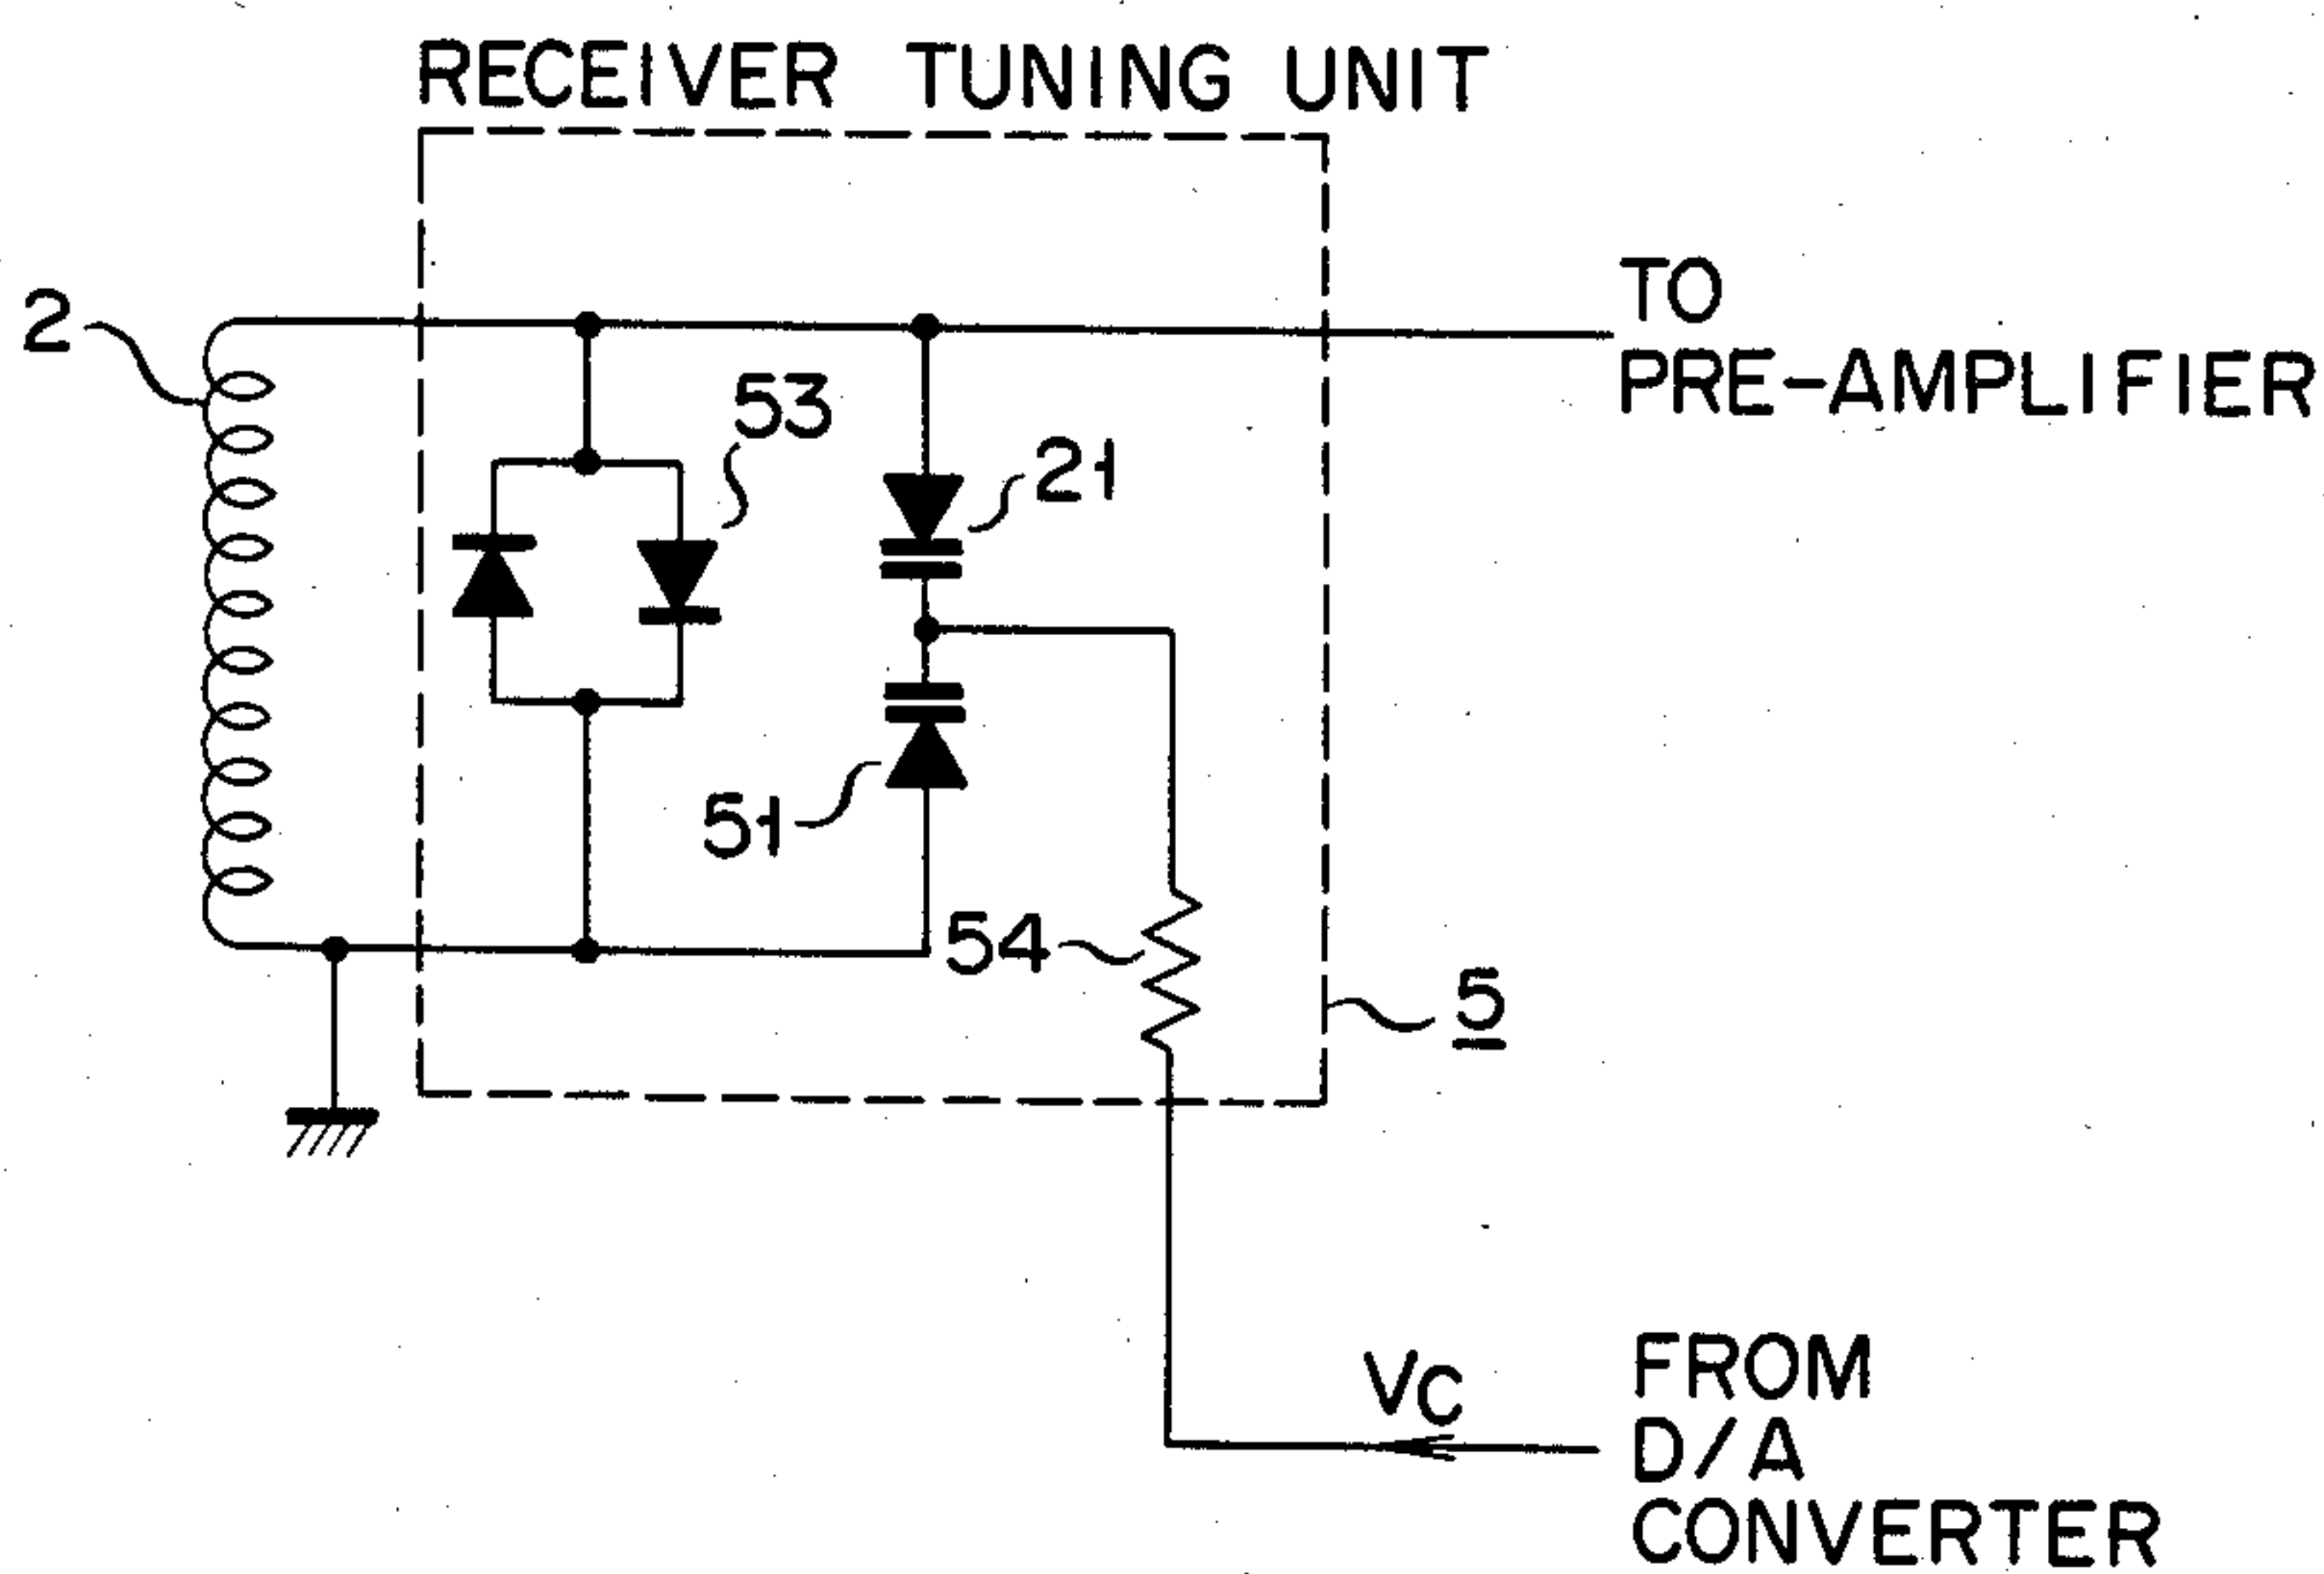 RECEIVER TUNING UNIT
2
TO
PRE-AMPLIFIER
53
21
51
54
5
VC
FROM
D/A
CONVERTER